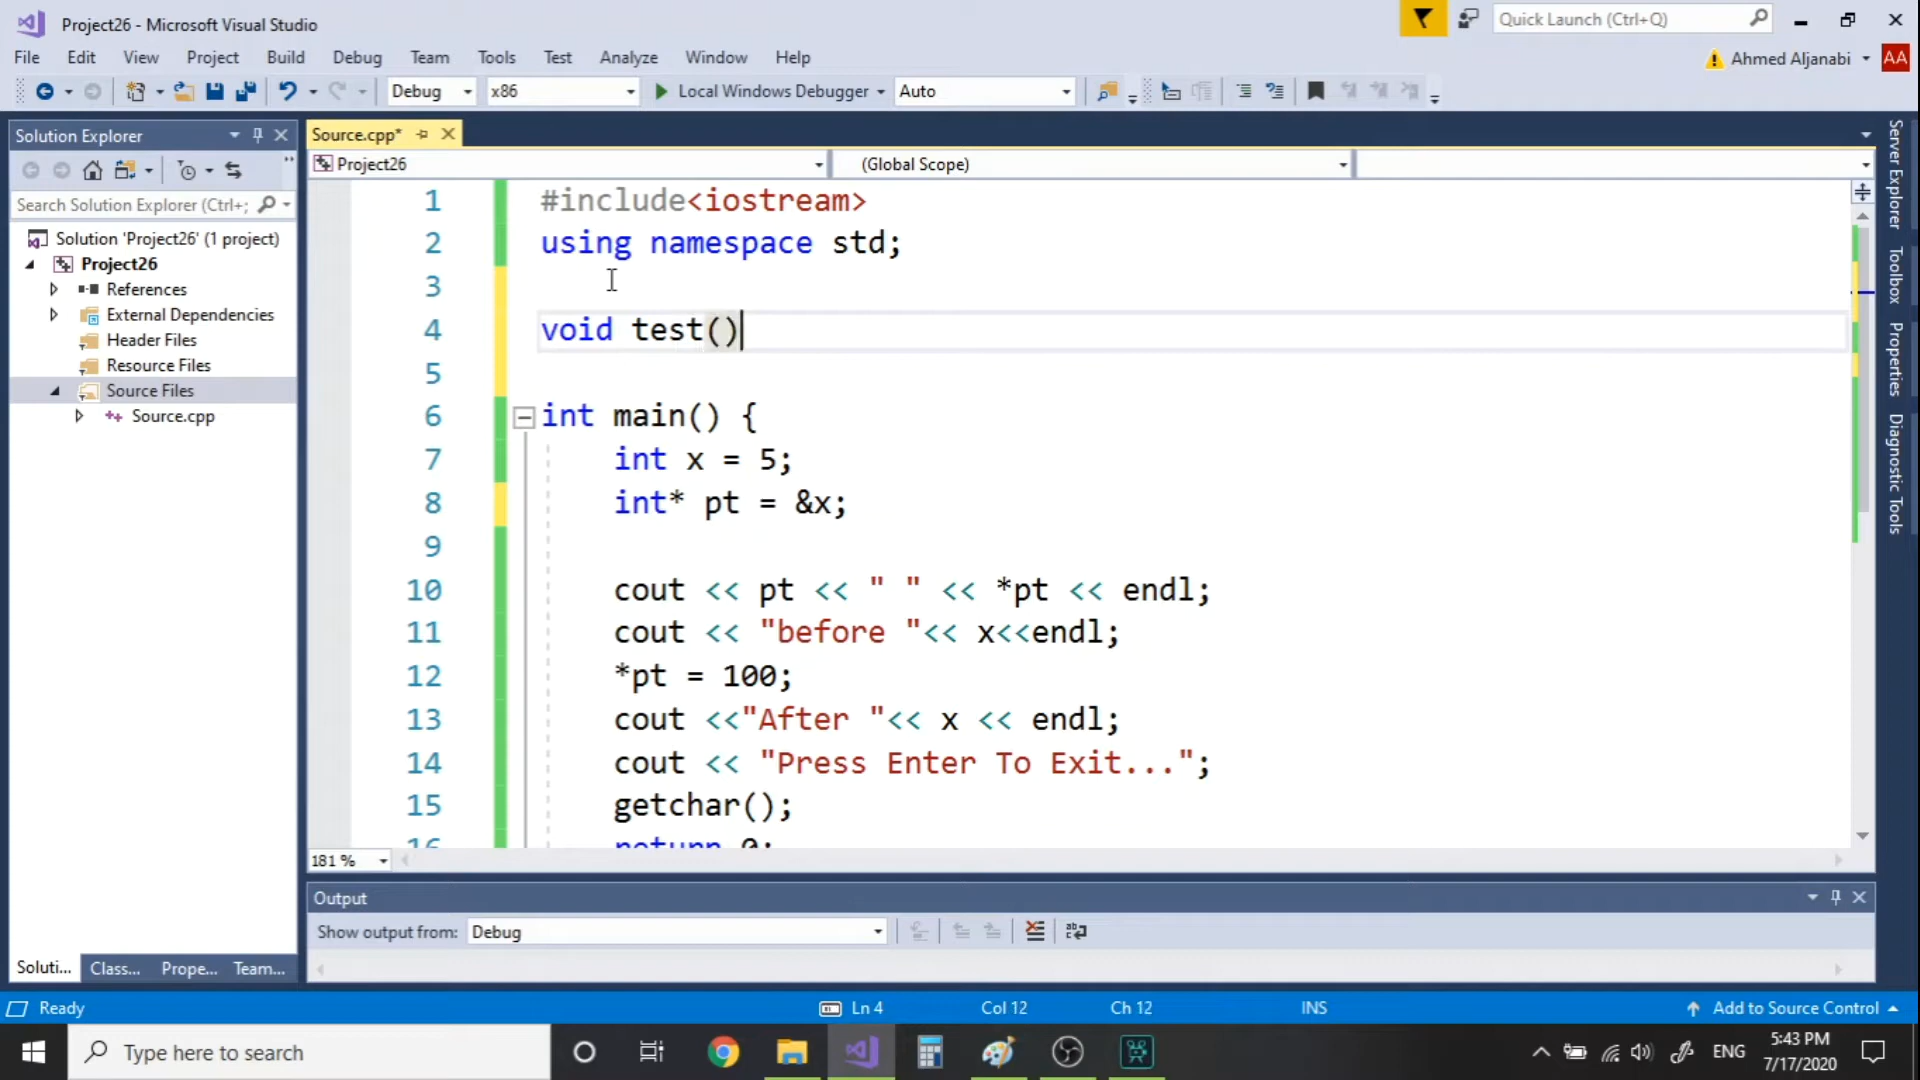 Project26 - Microsoft Visual Studio
Quick Launch (Ctrl+Q)
File Edit View Project Build Debug Team Tools Test Analyze Window Help
Ahmed Aljanabi AA
Debug x86 Local Windows Debugger Auto
Solution Explorer
Source.cpp*
Project26 (Global Scope)
Search Solution Explorer (Ctrl+;
Solution 'Project26' (1 project)
Project26
References
External Dependencies
Header Files
Resource Files
Source Files
Source.cpp
1 #include<iostream>
2 using namespace std;
3
4 void test()
5
6 int main() {
7 int x = 5;
8 int* pt = &x;
9
10 cout << pt << " " << *pt << endl;
11 cout << "before "<< x<<endl;
12 *pt = 100;
13 cout <<"After "<< x << endl;
14 cout << "Press Enter To Exit...";
15 getchar();
16 return 0;
181 %
Server Explorer
Toolbox
Properties
Diagnostic Tools
Output
Show output from: Debug
Soluti... Class... Prope... Team...
Ready Ln 4 Col 12 Ch 12 INS Add to Source Control
Type here to search
ENG
5:43 PM
7/17/2020